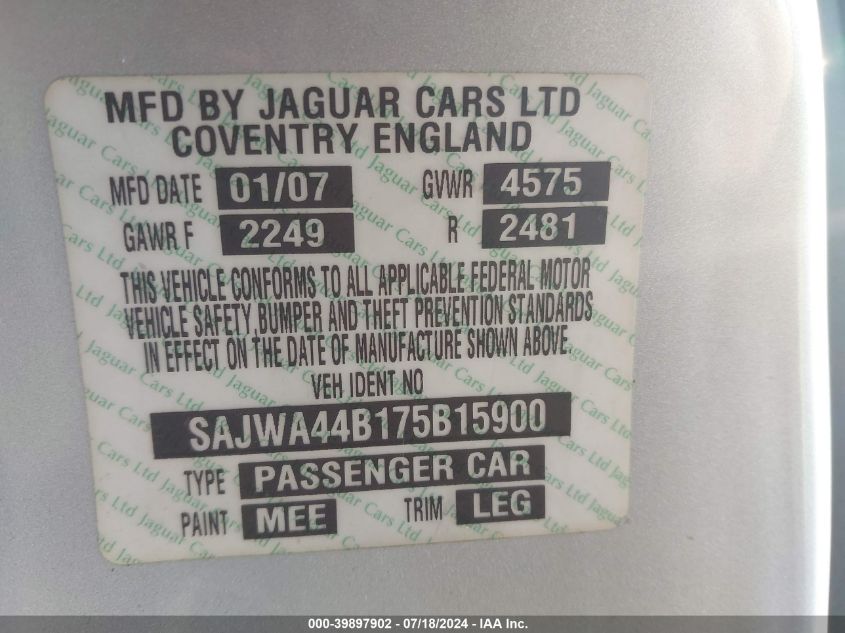 MFD BY JAGUAR CARS LTD
COVENTRY ENGLAND
MFD DATE 01/07 GVWR 4575
GAWR F 2249 R 2481
THIS VEHICLE CONFORMS TO ALL APPLICABLE FEDERAL MOTOR
VEHICLE SAFETY, BUMPER AND THEFT PREVENTION STANDARDS
IN EFFECT ON THE DATE OF MANUFACTURE SHOWN ABOVE.
VEH IDENT NO
SAJWA44B175B15900
TYPE PASSENGER CAR
PAINT MEE TRIM LEG
000-39897902 - 07/18/2024 - IAA Inc.